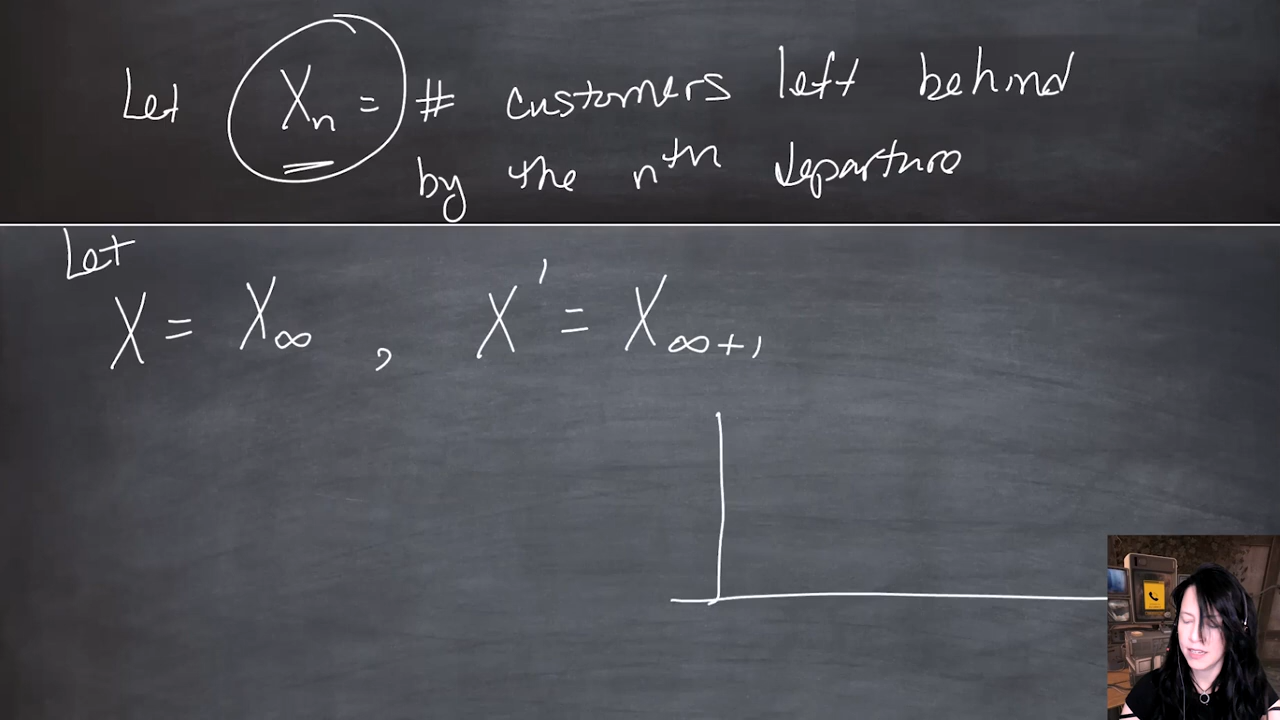 Let Xn = # customers left behind
by the nth departure
Let
X = X∞ , X' = X∞+1